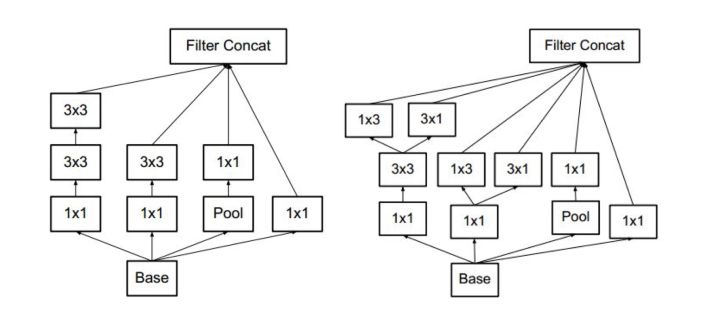 Filter Concat
3x3
3x3
3x3
1x1
1x1
1x1
Pool
1x1
Base
Filter Concat
1x3
3x1
3x3
1x3
3x1
1x1
1x1
1x1
Pool
1x1
Base